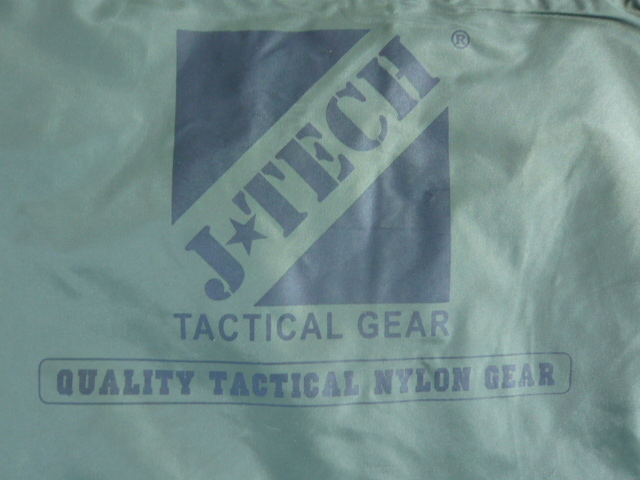 J★TECH ®
TACTICAL GEAR
QUALITY TACTICAL NYLON GEAR